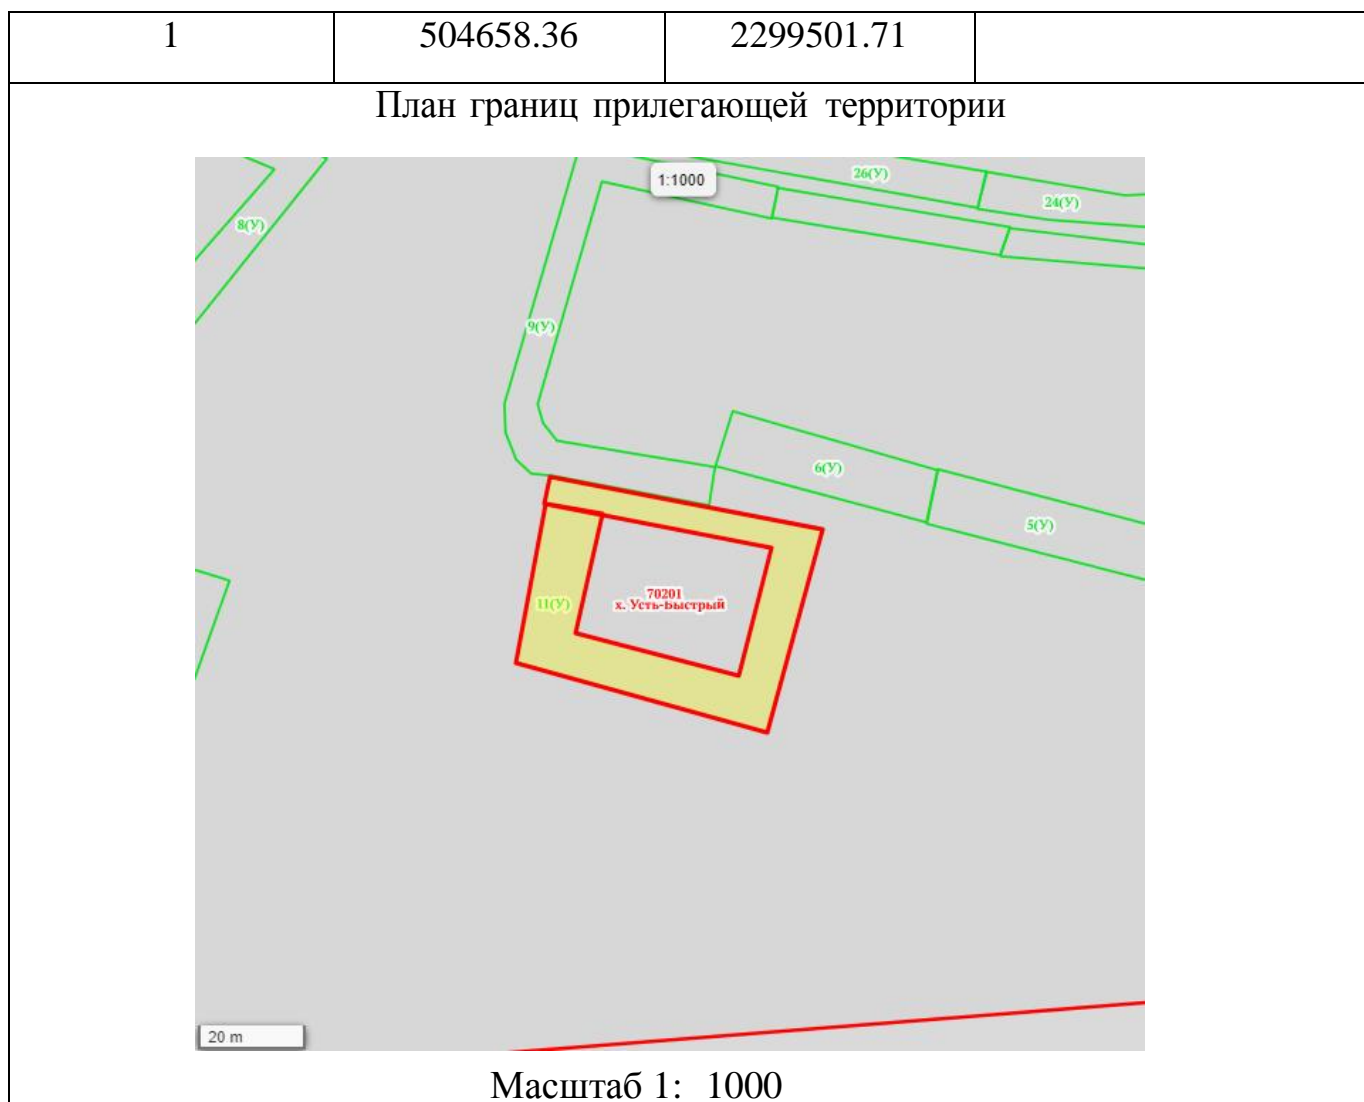 1 504658.36 2299501.71
План границ прилегающей территории
1:1000
26(У)
24(У)
8(У)
9(У)
6(У)
5(У)
70201
11(У)
х. Усть-Быстрый
20 m
Масштаб 1: 1000